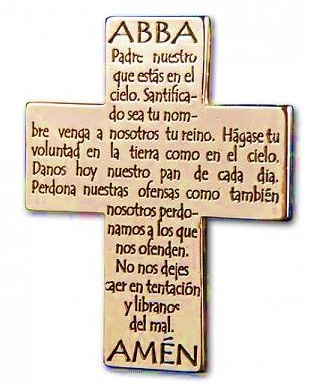 ABBA
Padre nuestro
que estás en el
cielo. Santifica-
do sea tu nom-
bre venga a nosotros tu reino. Hágase tu
voluntad en la tierra como en el cielo.
Danos hoy nuestro pan de cada dia.
Perdona nuestras ofensas como también
nosotros perdo-
namos a los que
nos ofenden.
No nos dejes
caer en tentación
y libranos
del mal.
AMÉN